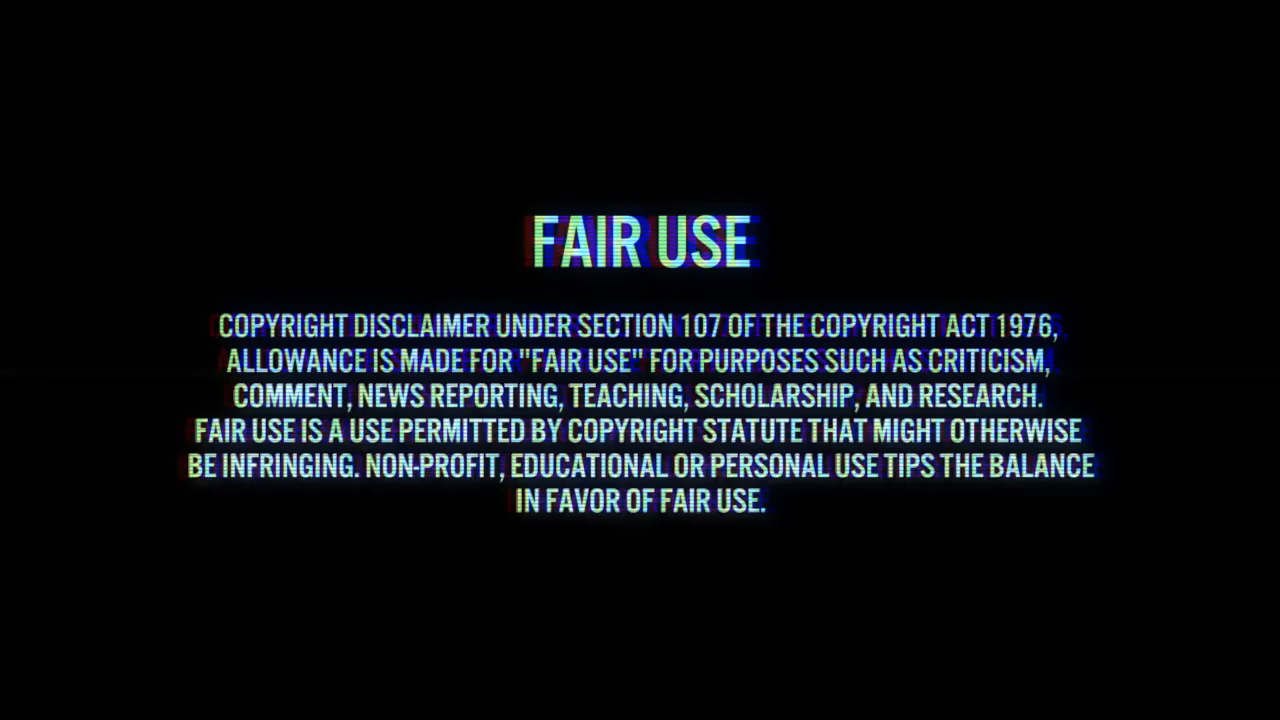 FAIR USE
COPYRIGHT DISCLAIMER UNDER SECTION 107 OF THE COPYRIGHT ACT 1976,
ALLOWANCE IS MADE FOR "FAIR USE" FOR PURPOSES SUCH AS CRITICISM,
COMMENT, NEWS REPORTING, TEACHING, SCHOLARSHIP, AND RESEARCH.
FAIR USE IS A USE PERMITTED BY COPYRIGHT STATUTE THAT MIGHT OTHERWISE
BE INFRINGING. NON-PROFIT, EDUCATIONAL OR PERSONAL USE TIPS THE BALANCE
IN FAVOR OF FAIR USE.